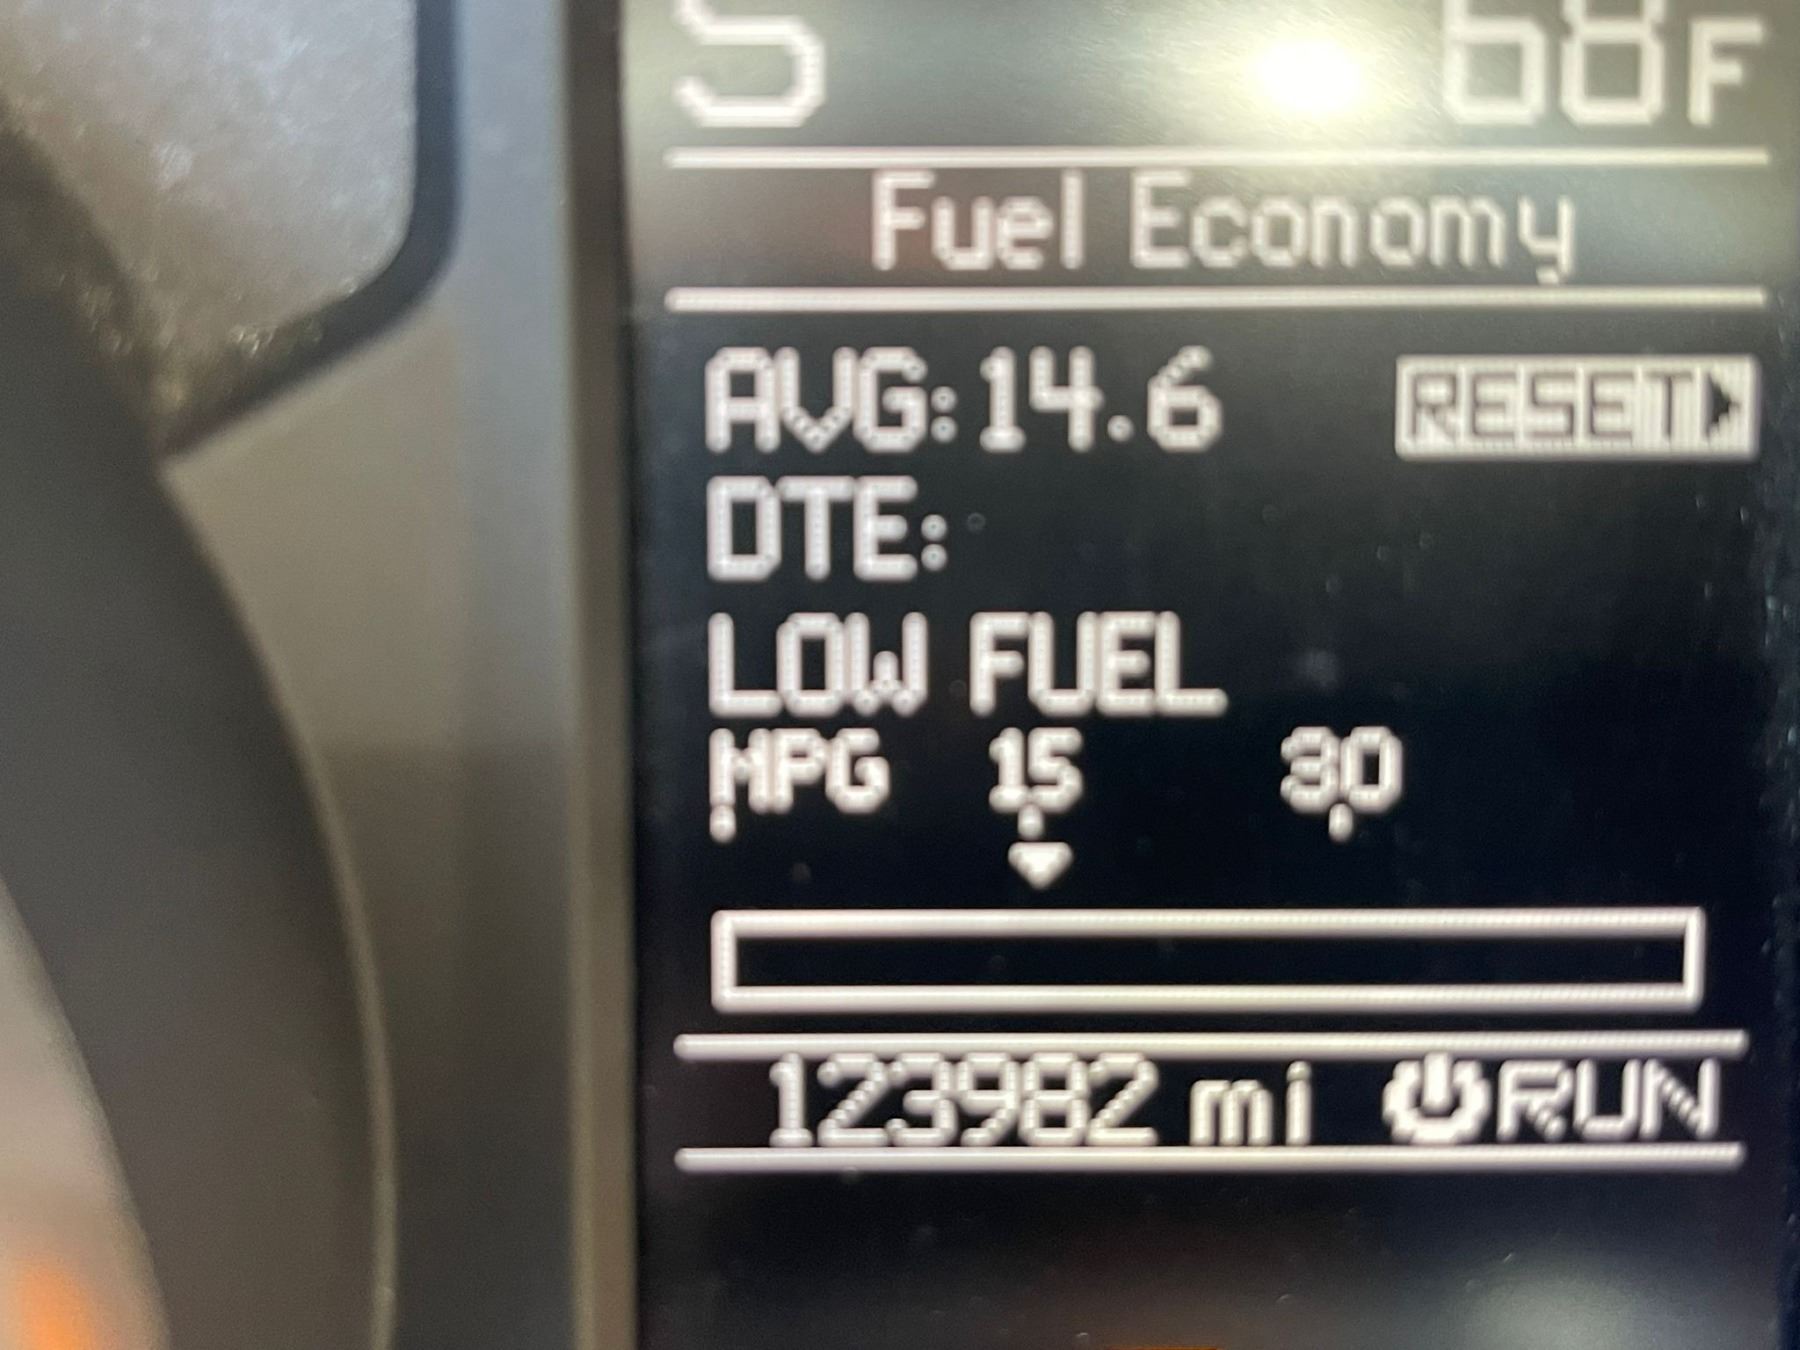 S 68F
Fuel Economy
AVG:14.6 RESET
DTE:
LOW FUEL
MPG 15 30
123982 mi RUN